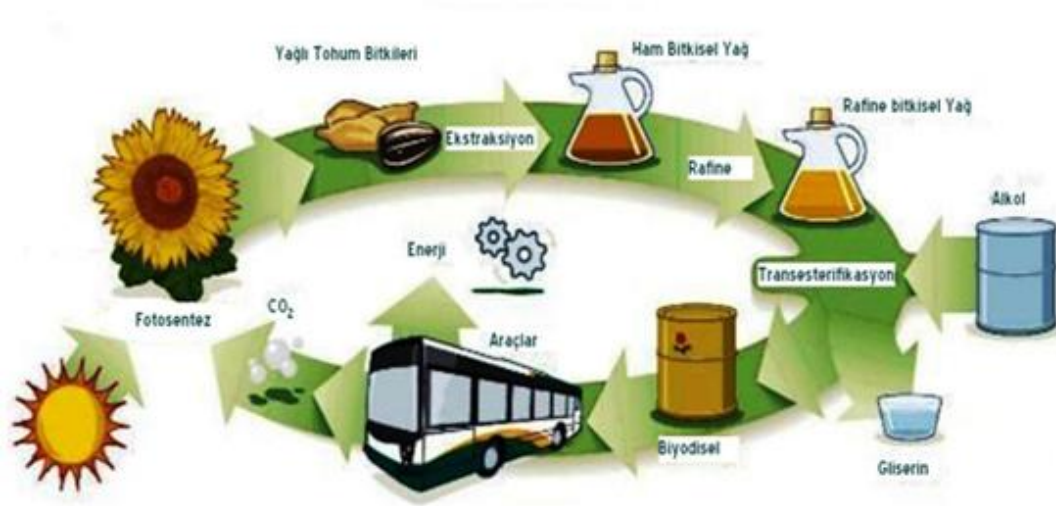 Yağlı Tohum Bitkileri
Ham Bitkisel Yağ
Rafine bitkisel Yağ
Ekstraksiyon
Rafine
Alkol
Enerji
Transesterifikasyon
CO₂
Fotosentez
Araçlar
Biyodisel
Gliserin